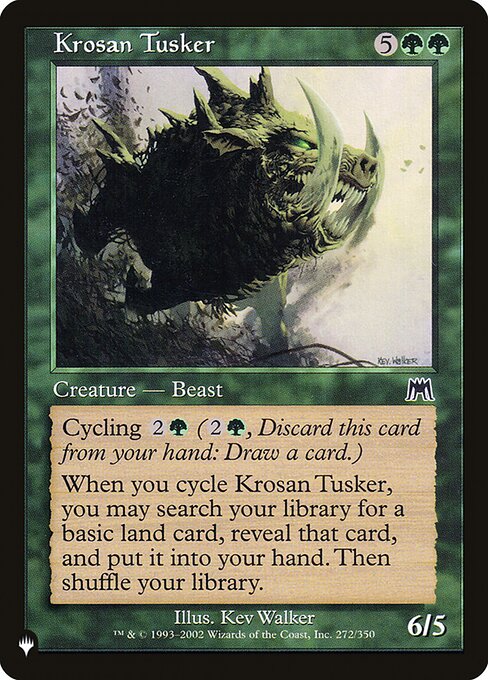 Krosan Tusker 5
KEV. WALKER
Creature — Beast
Cycling 2 ( 2 , Discard this card
from your hand: Draw a card.)
When you cycle Krosan Tusker,
you may search your library for a
basic land card, reveal that card,
and put it into your hand. Then
shuffle your library.
Illus. Kev Walker
™ & © 1993–2002 Wizards of the Coast, Inc. 272/350
6/5